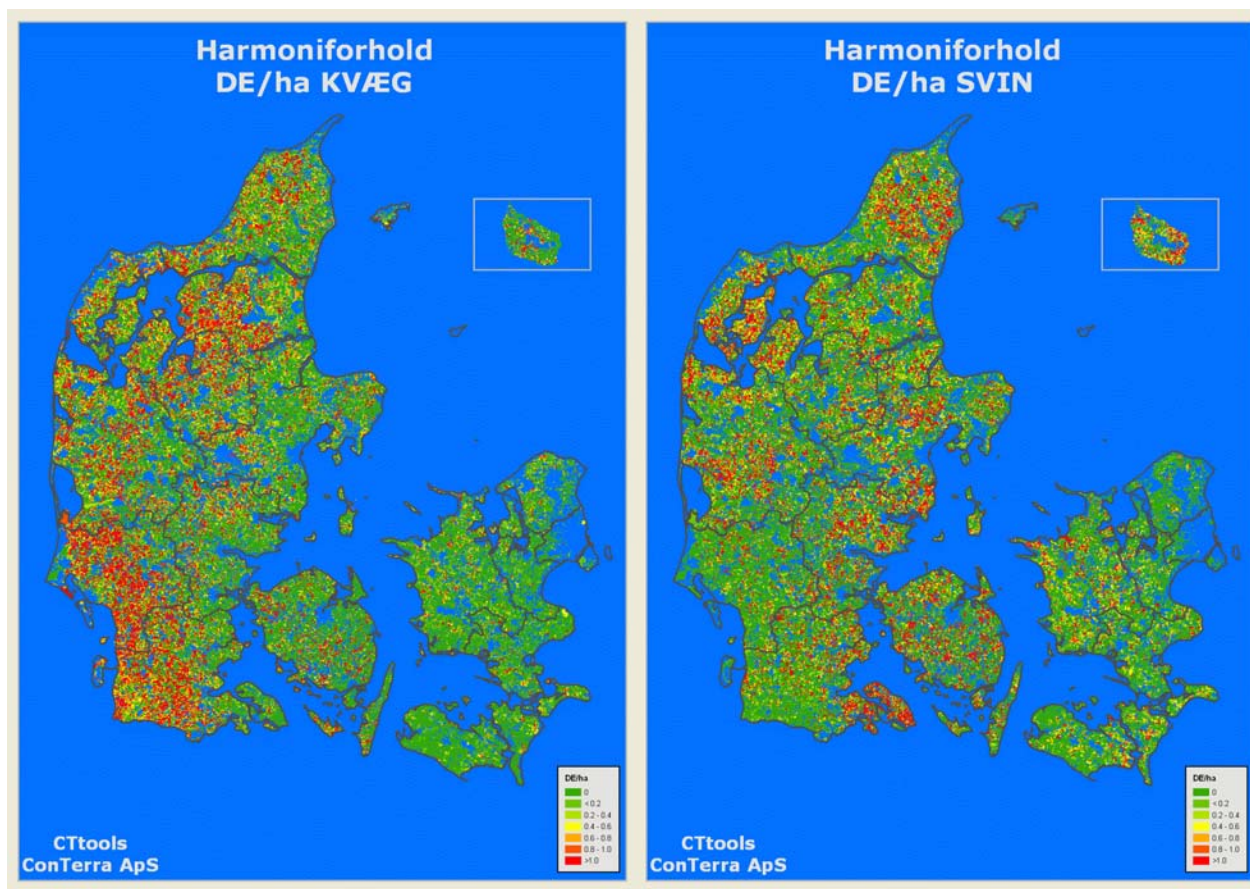 Harmoniforhold
DE/ha KVÆG
DE/ha
0
< 0.2
0.2 - 0.4
0.4 - 0.6
0.6 - 0.8
0.8 - 1.0
>1.0
CTtools
ConTerra ApS
Harmoniforhold
DE/ha SVIN
DE/ha
0
< 0.2
0.2 - 0.4
0.4 - 0.6
0.6 - 0.8
0.8 - 1.0
>1.0
CTtools
ConTerra ApS